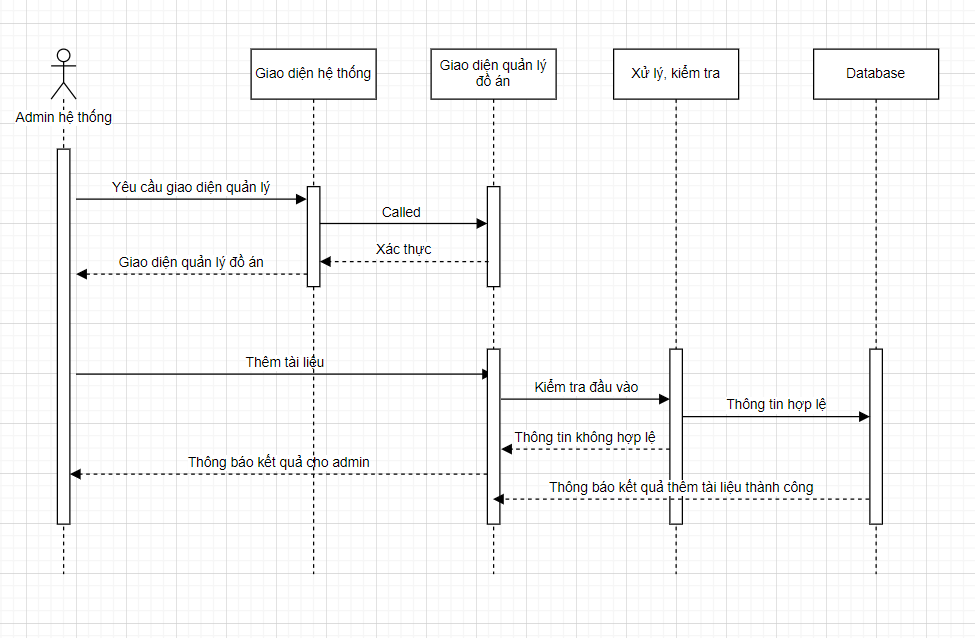 Admin hệ thống
Giao diện hệ thống
Giao diện quản lý
đồ án
Xử lý, kiểm tra
Database
Yêu cầu giao diện quản lý
Called
Xác thực
Giao diện quản lý đồ án
Thêm tài liệu
Kiểm tra đầu vào
Thông tin hợp lệ
Thông tin không hợp lệ
Thông báo kết quả cho admin
Thông báo kết quả thêm tài liệu thành công